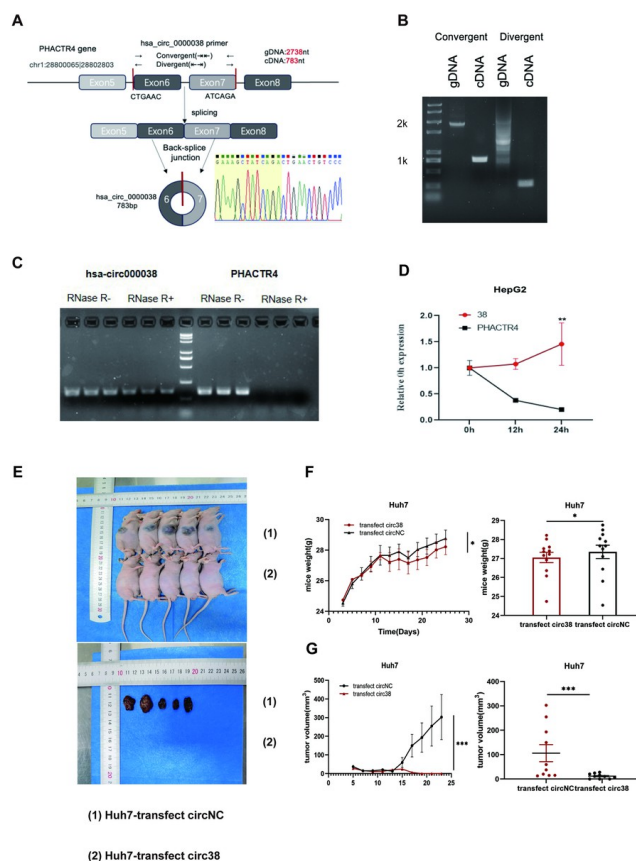 A
PHACTR4 gene
hsa_circ_0000038 primer
gDNA:2738nt
chr1:28800065|28802803
Convergent(→←)
Divergent(←→)
cDNA:783nt
Exon5
Exon6
Exon7
Exon8
CTGAAC
ATCAGA
splicing
Exon5
Exon6
Exon7
Exon8
Back-splice
junction
hsa_circ_0000038
783bp
6
7
GAAAGCTATCAGACTGAACTGTCCC
B
Convergent Divergent
gDNA
cDNA
gDNA
cDNA
2k
1k
C
hsa-circ000038
PHACTR4
RNase R- RNase R+ RNase R- RNase R+
D
HepG2
38
PHACTR4
**
Relative 0h expression
2.0
1.5
1.0
0.5
0.0
0h 12h 24h
E
(1)
(2)
(1)
(2)
(1) Huh7-transfect circNC
(2) Huh7-transfect circ38
F
Huh7
transfect circ38
transfect circNC
*
mice weight(g)
30
28
26
24
0 10 20 30
Time(Days)
Huh7
*
mice weight(g)
29
28
27
26
25
24
transfect circ38 transfect circNC
G
Huh7
transfect circNC
transfect circ38
***
tumor volume(mm3)
500
400
300
200
100
0
0 5 10 15 20 25
Huh7
***
tumor volume(mm3)
400
300
200
100
0
transfect circNC transfect circ38